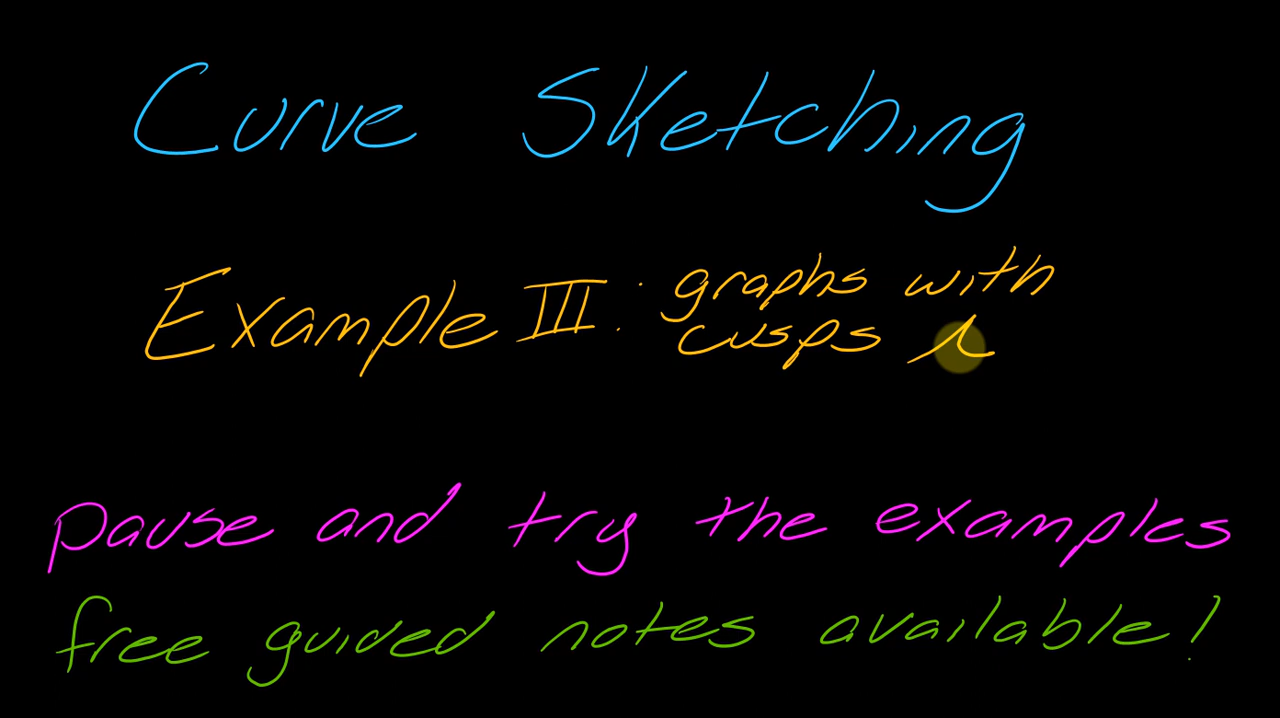 Curve Sketching
Example III: graphs with
cusps
pause and try the examples
free guided notes available!